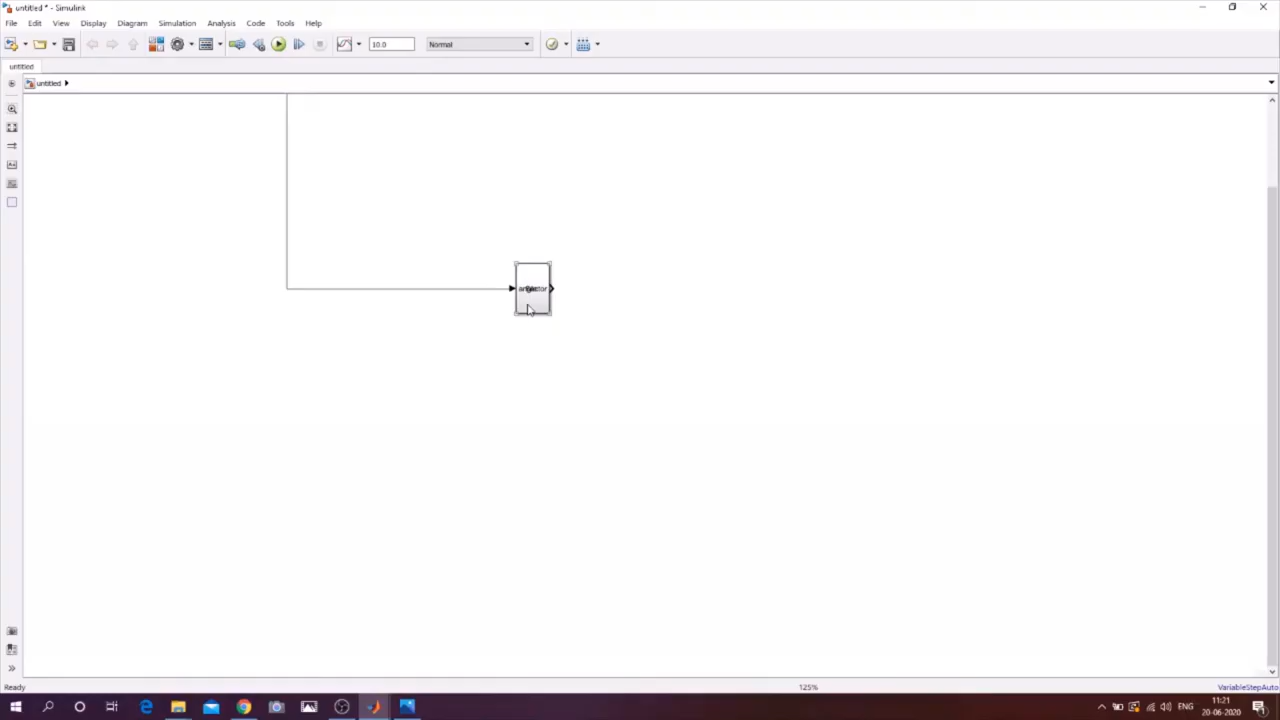 untitled * - Simulink
File Edit View Display Diagram Simulation Analysis Code Tools Help
10.0 Normal
untitled
untitled
Ready 125% VariableStepAuto
ENG
11:21
20-06-2020